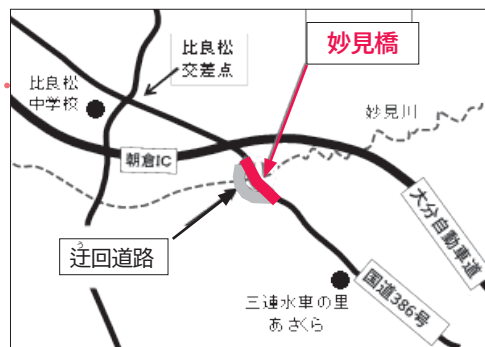 比良松
交差点
妙見橋
比良松
中学校
妙見川
朝倉IC
大分自動車道
う
迂回道路
国道386号
三連水車の里
あさくら